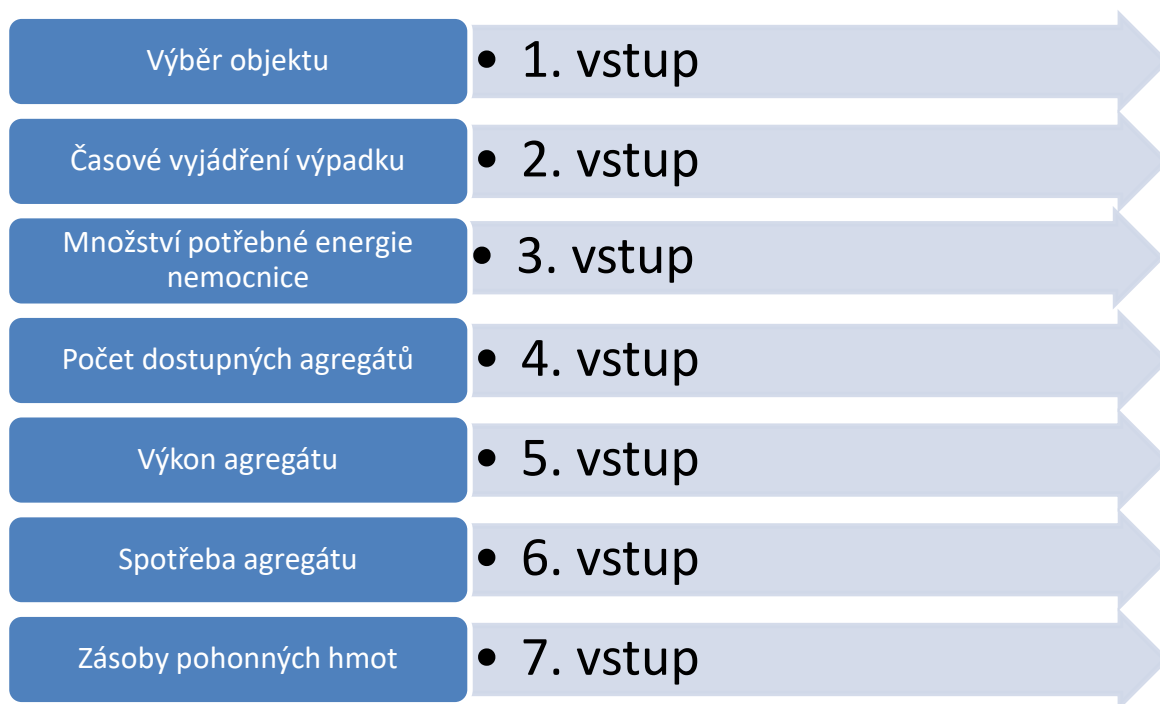 Výběr objektu
• 1. vstup
Časové vyjádření výpadku
• 2. vstup
Množství potřebné energie
nemocnice
• 3. vstup
Počet dostupných agregátů
• 4. vstup
Výkon agregátu
• 5. vstup
Spotřeba agregátu
• 6. vstup
Zásoby pohonných hmot
• 7. vstup